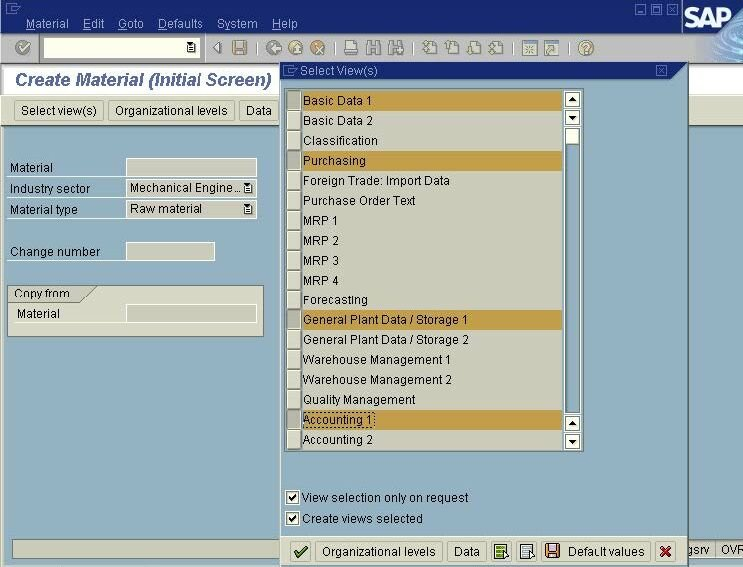 Material Edit Goto Defaults System Help
SAP
Create Material (Initial Screen)
Select view(s) Organizational levels Data
Material
Industry sector Mechanical Engine...
Material type Raw material
Change number
Copy from
Material
Select View(s)
Basic Data 1
Basic Data 2
Classification
Purchasing
Foreign Trade: Import Data
Purchase Order Text
MRP 1
MRP 2
MRP 3
MRP 4
Forecasting
General Plant Data / Storage 1
General Plant Data / Storage 2
Warehouse Management 1
Warehouse Management 2
Quality Management
Accounting 1
Accounting 2
View selection only on request
Create views selected
Organizational levels Data Default values
gsrv OVR